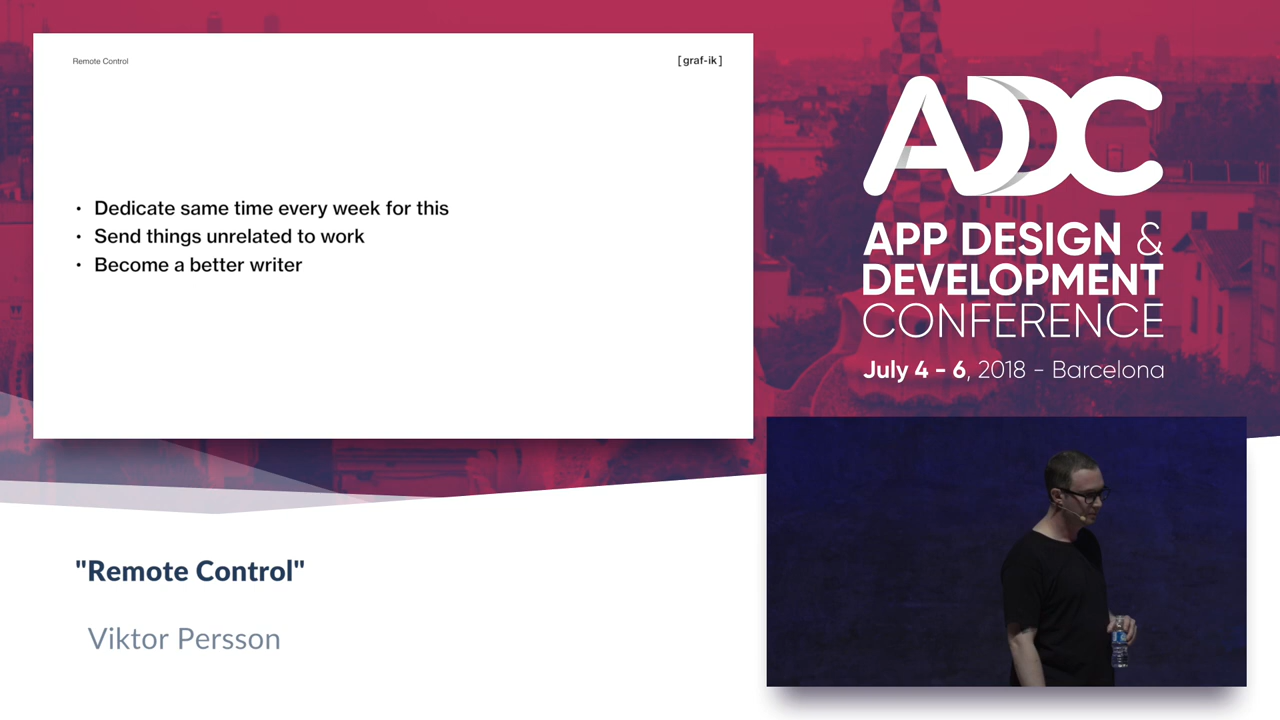 Remote Control
[graf-ik]
• Dedicate same time every week for this
• Send things unrelated to work
• Become a better writer
ADDC
APP DESIGN &
DEVELOPMENT
CONFERENCE
July 4 - 6, 2018 - Barcelona
"Remote Control"
Viktor Persson